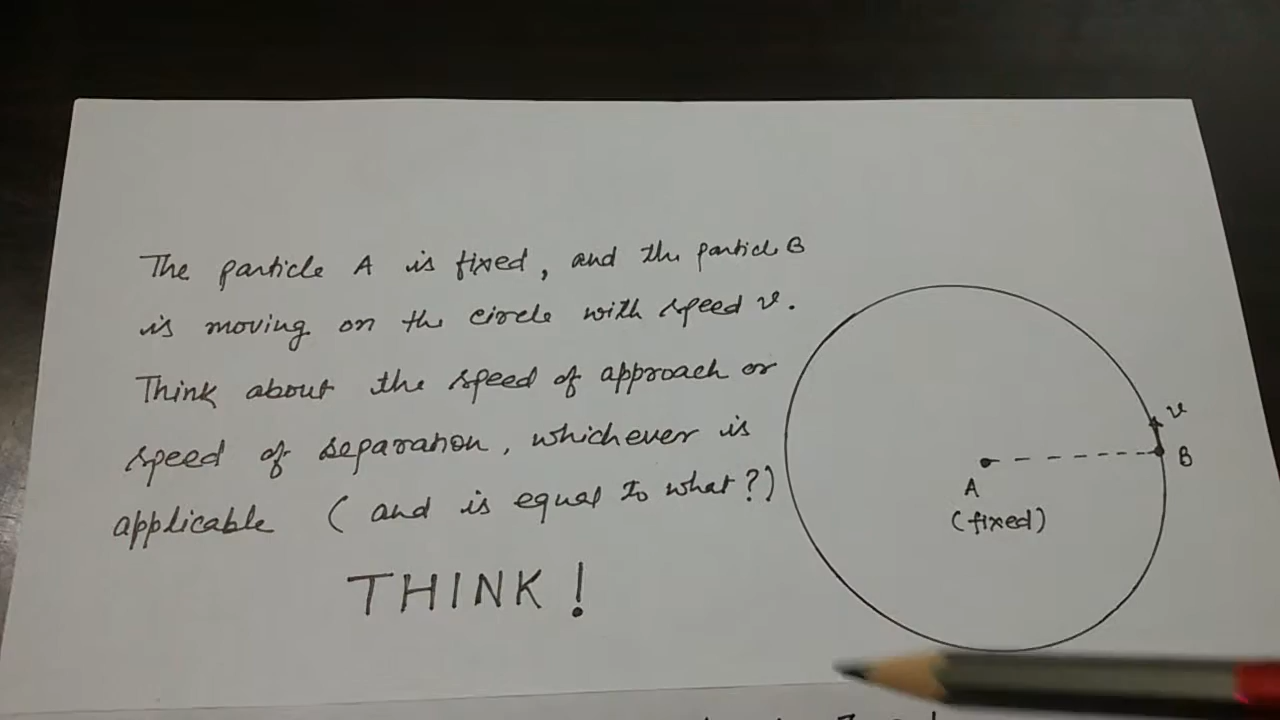 The particle A is fixed, and the particle B
is moving on the circle with speed v.
Think about the speed of approach or
speed of separation, whichever is
applicable (and is equal to what?)
THINK!
v
B
A
(fixed)